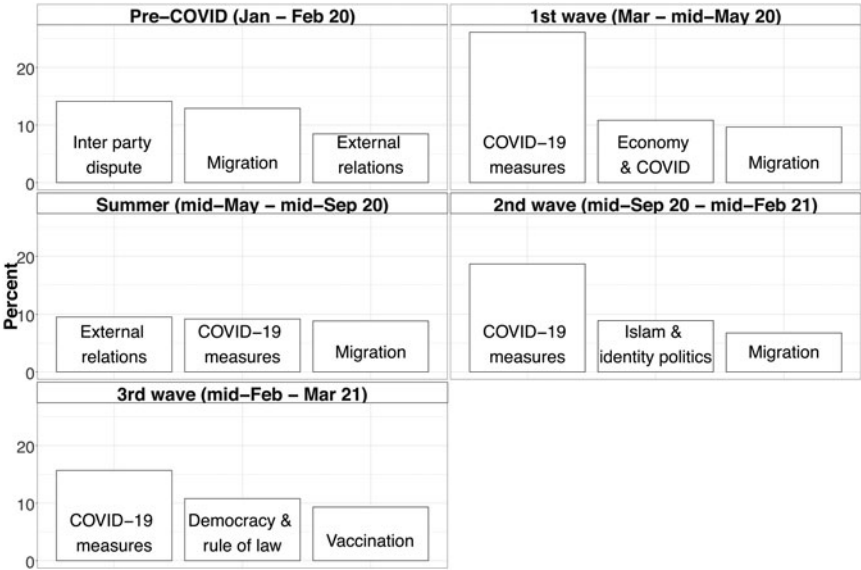 Pre–COVID (Jan – Feb 20)
1st wave (Mar – mid–May 20)
20
10
0
Inter party
dispute
Migration
External
relations
COVID–19
measures
Economy
& COVID
Migration
Summer (mid–May – mid–Sep 20)
2nd wave (mid–Sep 20 – mid–Feb 21)
Percent
20
10
0
External
relations
COVID–19
measures
Migration
COVID–19
measures
Islam &
identity politics
Migration
3rd wave (mid–Feb – Mar 21)
20
10
0
COVID–19
measures
Democracy &
rule of law
Vaccination